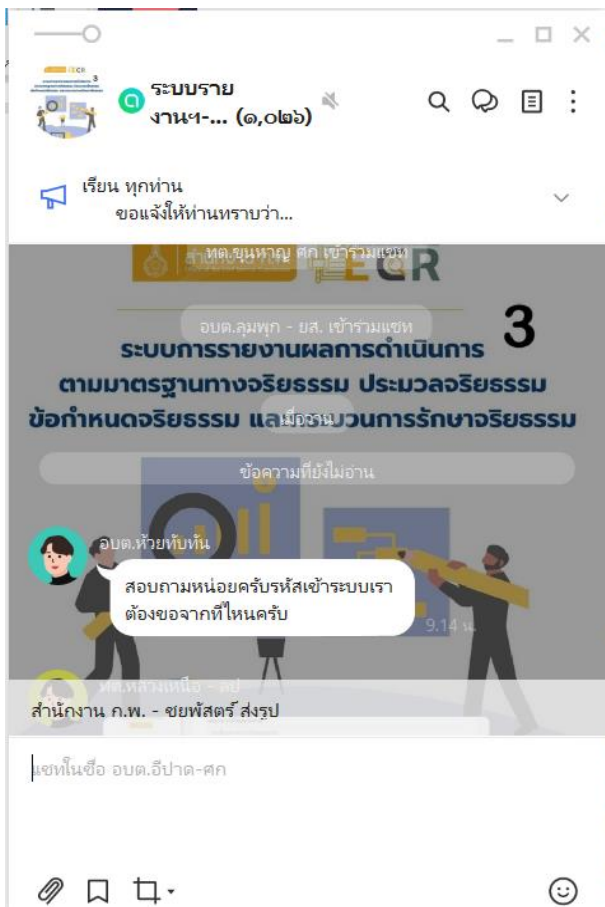 ระบบราย
งานฯ-... (๑,๐๒๖)
เรียน ทุกท่าน
ขอแจ้งให้ท่านทราบว่า...
ทต.ขุนหาญ ศก เข้าร่วมแชท
ECR
อบต.ลุมพุก - ยส. เข้าร่วมแชท
3
ระบบการรายงานผลการดำเนินการ
ตามมาตรฐานทางจริยธรรม ประมวลจริยธรรม
ข้อกำหนดจริยธรรม และกระบวนการรักษาจริยธรรม
เมื่อวาน
ข้อความที่ยังไม่อ่าน
อบต.ห้วยทับทัน
สอบถามหน่อยครับรหัสเข้าระบบเรา
ต้องขอจากที่ไหนครับ
9.14 น.
สำนักงาน ก.พ. - ชยพัสตร์ ส่งรูป
แชทในชื่อ อบต.อีปาด-ศก